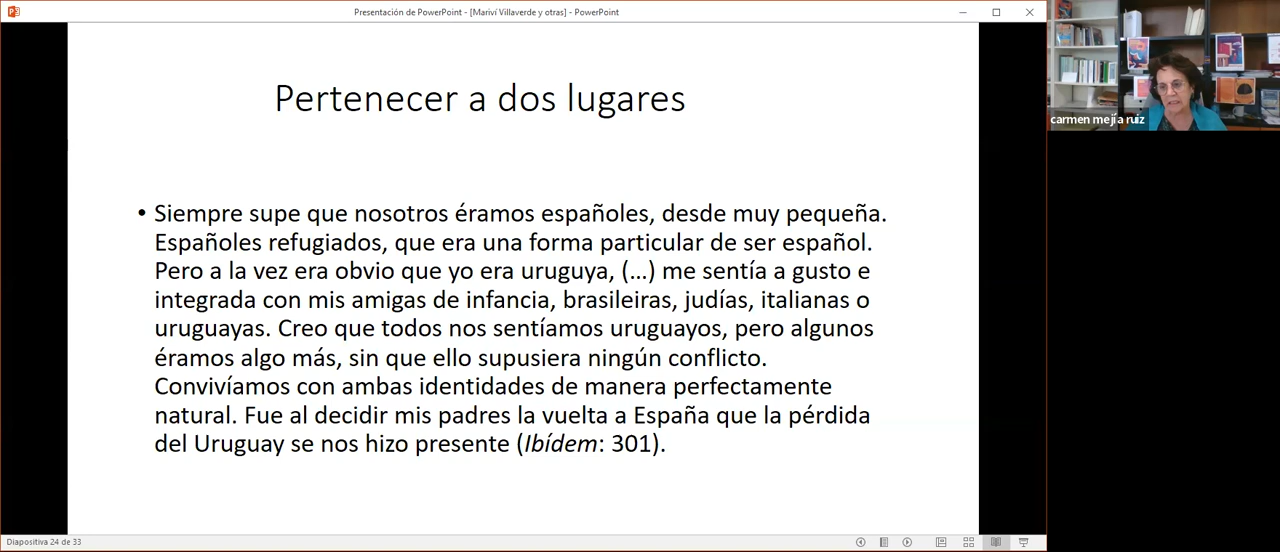 Presentación de PowerPoint - [Mariví Villaverde y otras] - PowerPoint
carmen mejía ruiz
Pertenecer a dos lugares
• Siempre supe que nosotros éramos españoles, desde muy pequeña.
Españoles refugiados, que era una forma particular de ser español.
Pero a la vez era obvio que yo era uruguya, (...) me sentía a gusto e
integrada con mis amigas de infancia, brasileiras, judías, italianas o
uruguayas. Creo que todos nos sentíamos uruguayos, pero algunos
éramos algo más, sin que ello supusiera ningún conflicto.
Convivíamos con ambas identidades de manera perfectamente
natural. Fue al decidir mis padres la vuelta a España que la pérdida
del Uruguay se nos hizo presente (Ibídem: 301).
Diapositiva 24 de 33